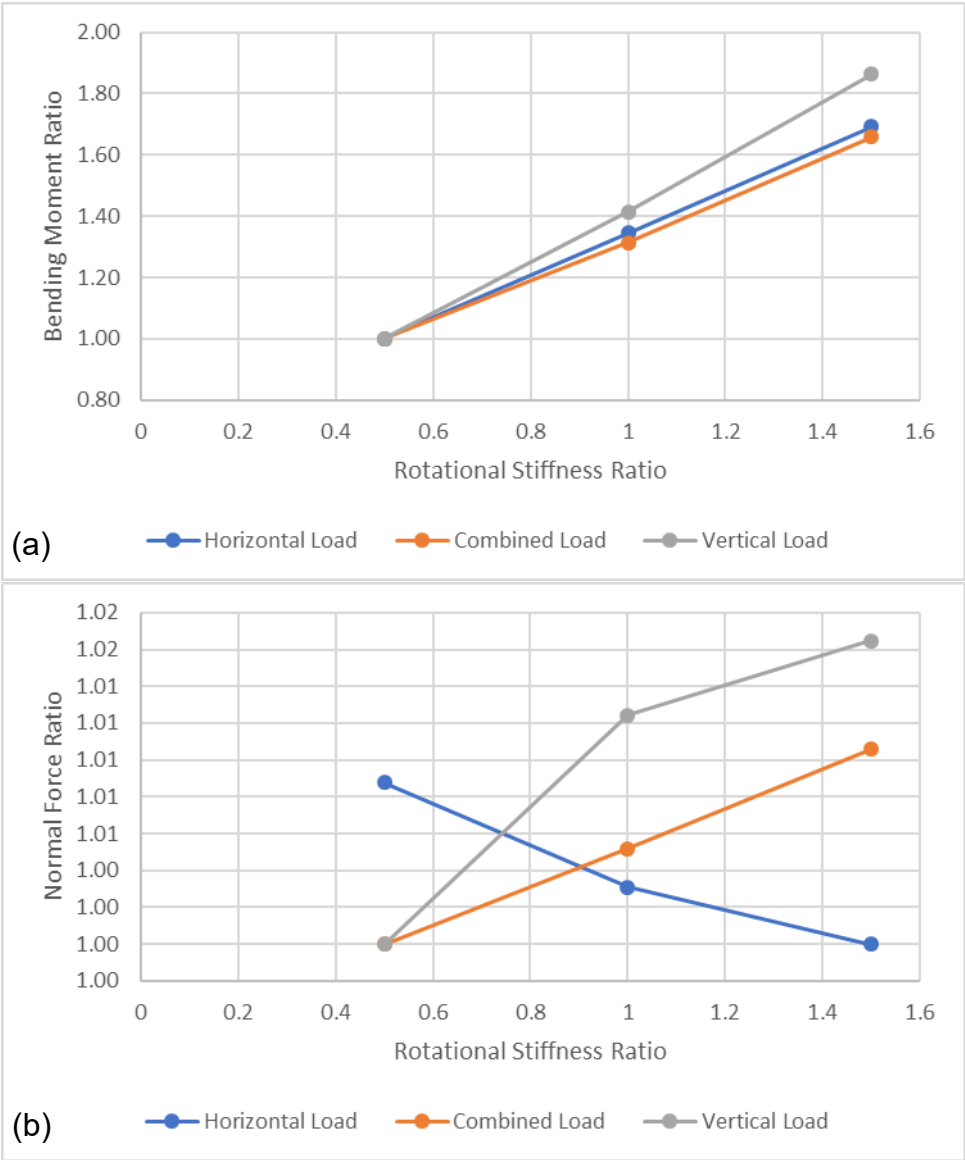 2.00
1.80
1.60
1.40
1.20
1.00
0.80
Bending Moment Ratio
0 0.2 0.4 0.6 0.8 1 1.2 1.4 1.6
Rotational Stiffness Ratio
(a) Horizontal Load Combined Load Vertical Load
1.02
1.02
1.01
1.01
1.01
1.01
1.01
1.00
1.00
1.00
1.00
Normal Force Ratio
0 0.2 0.4 0.6 0.8 1 1.2 1.4 1.6
Rotational Stiffness Ratio
(b) Horizontal Load Combined Load Vertical Load